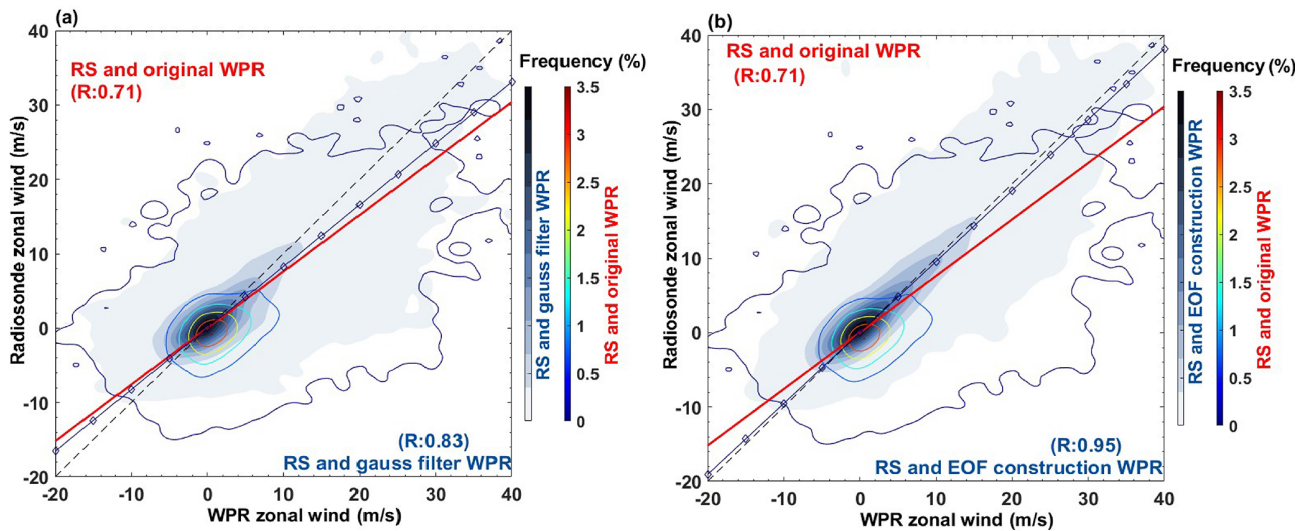 (a)
RS and original WPR
(R:0.71)
Frequency (%)
40
30
20
10
0
-10
-20
Radiosonde zonal wind (m/s)
-20
-10
0
10
20
30
40
WPR zonal wind (m/s)
(R:0.83)
RS and gauss filter WPR
RS and gauss filter WPR
3.5
3
2.5
2
1.5
1
0.5
0
RS and original WPR
(b)
RS and original WPR
(R:0.71)
Frequency (%)
40
30
20
10
0
-10
-20
Radiosonde zonal wind (m/s)
-20
-10
0
10
20
30
40
WPR zonal wind (m/s)
(R:0.95)
RS and EOF construction WPR
RS and EOF construction WPR
3.5
3
2.5
2
1.5
1
0.5
0
RS and original WPR